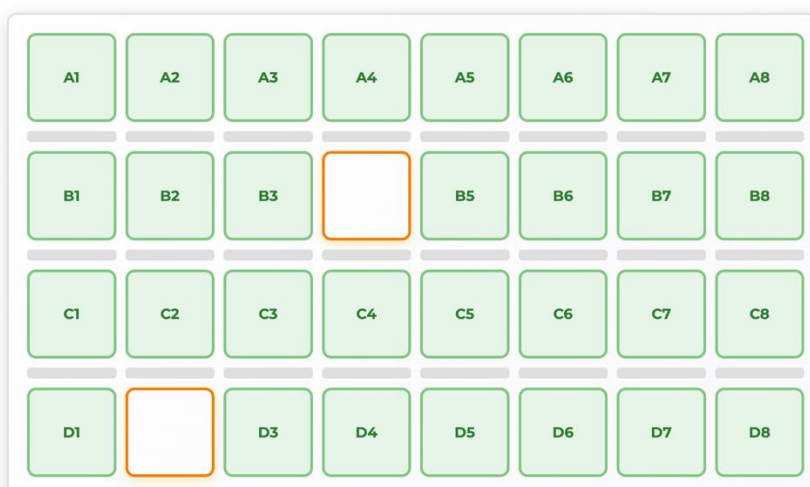 A1 A2 A3 A4 A5 A6 A7 A8
B1 B2 B3 B5 B6 B7 B8
C1 C2 C3 C4 C5 C6 C7 C8
D1 D3 D4 D5 D6 D7 D8